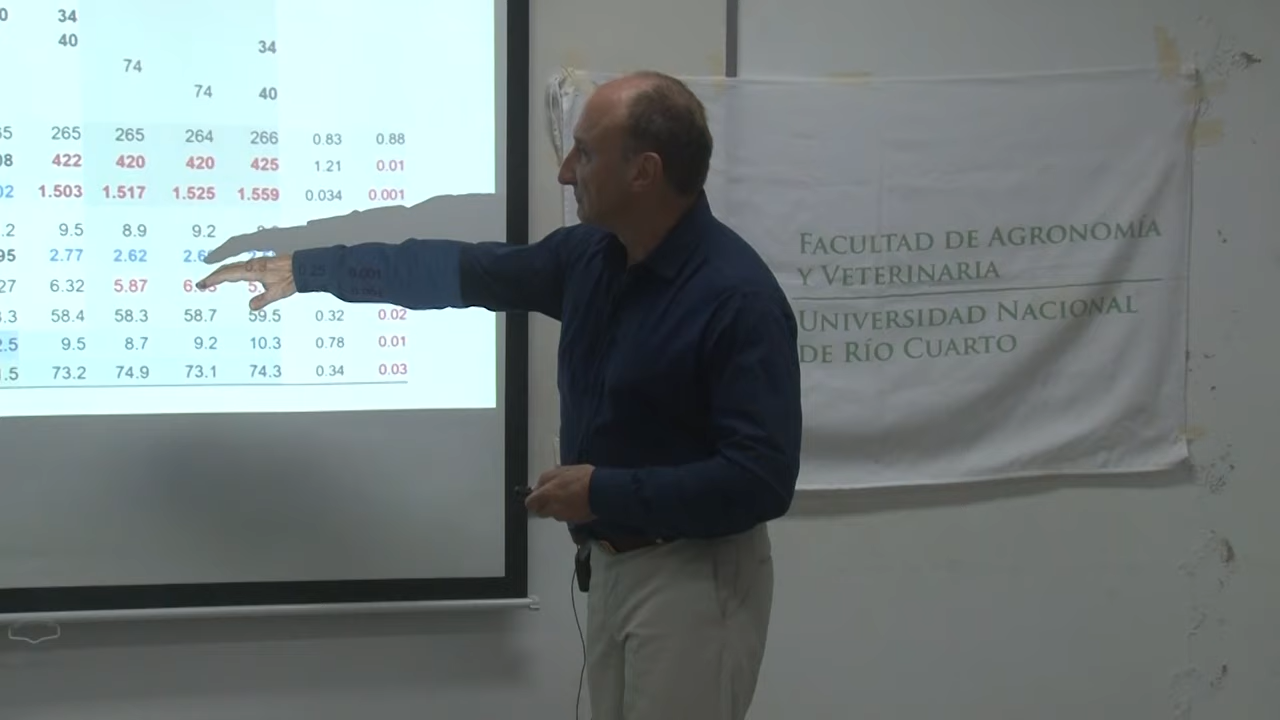 34
40 34
74
74 40
265 265 264 266 0.83 0.88
422 420 420 425 1.21 0.01
1.503 1.517 1.525 1.559 0.034 0.001
9.5 8.9 9.2
2.77 2.62
6.32 5.87
58.4 58.3 58.7 59.5 0.32 0.02
9.5 8.7 9.2 10.3 0.78 0.01
73.2 74.9 73.1 74.3 0.34 0.03
FACULTAD DE AGRONOMÍA
Y VETERINARIA
UNIVERSIDAD NACIONAL
DE RÍO CUARTO